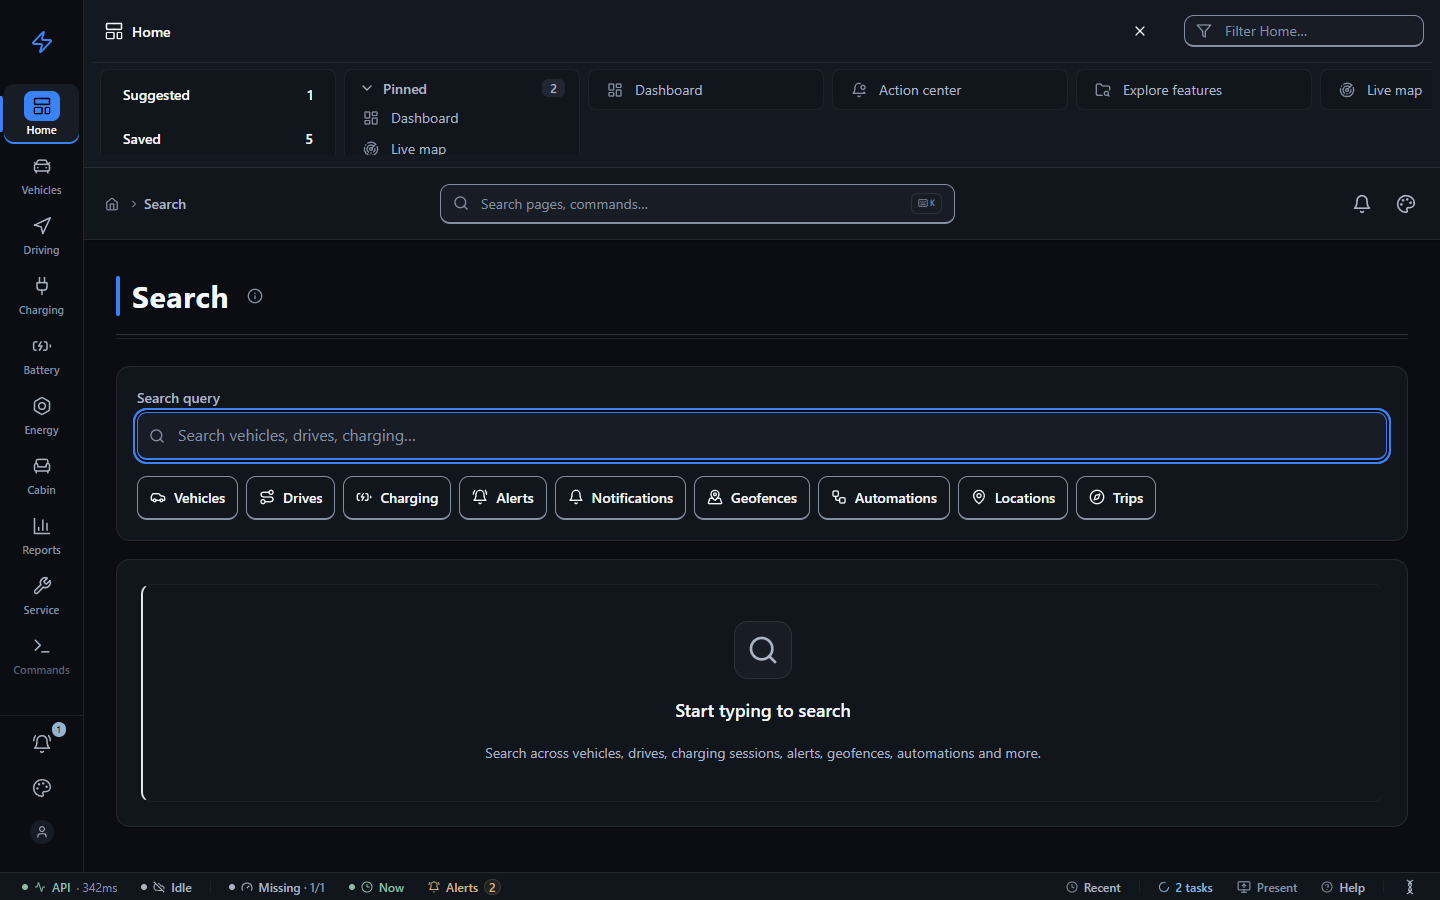 Home
Filter Home...
Suggested 1
Saved 5
Pinned 2
Dashboard
Live map
Dashboard
Action center
Explore features
Live map
Home
Vehicles
Driving
Charging
Battery
Energy
Cabin
Reports
Service
Commands
1
Search
Search pages, commands...
K
Search
Search query
Search vehicles, drives, charging...
Vehicles Drives Charging Alerts Notifications Geofences Automations Locations Trips
Start typing to search
Search across vehicles, drives, charging sessions, alerts, geofences, automations and more.
API · 342ms Idle Missing · 1/1 Now Alerts 2 Recent 2 tasks Present Help